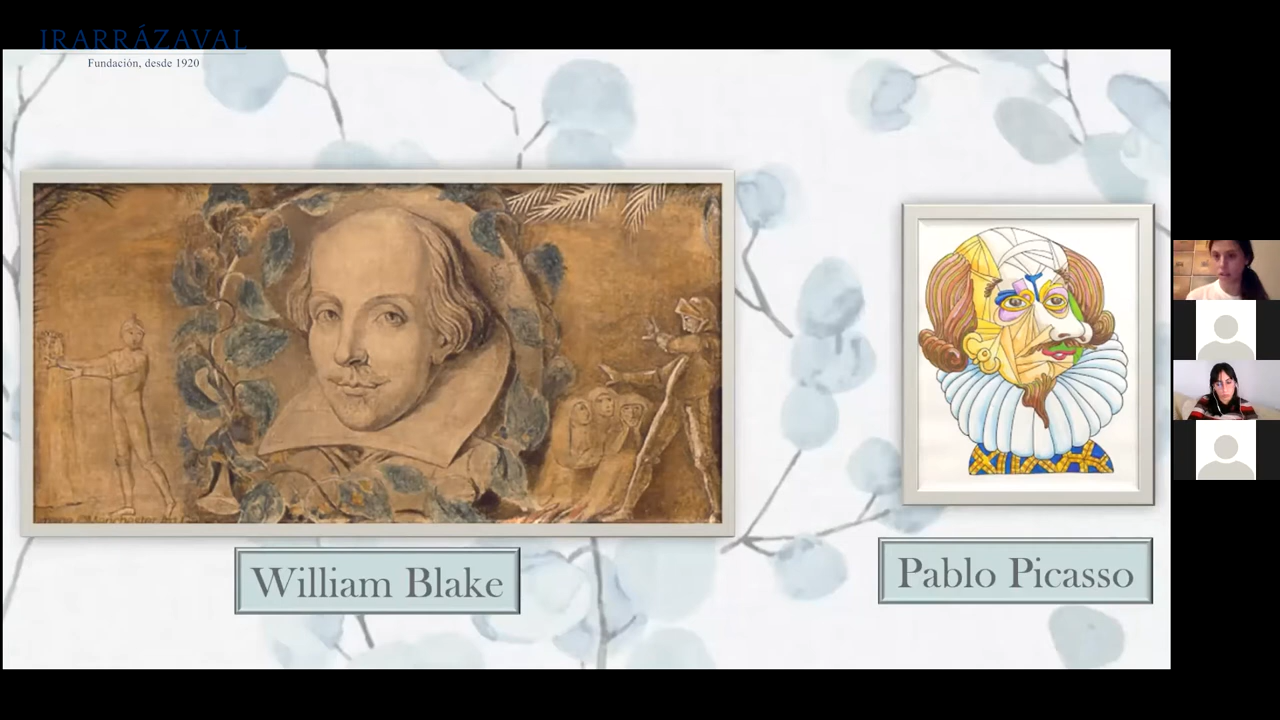 IRARRÁZAVAL
Fundación, desde 1920
William Blake
Pablo Picasso